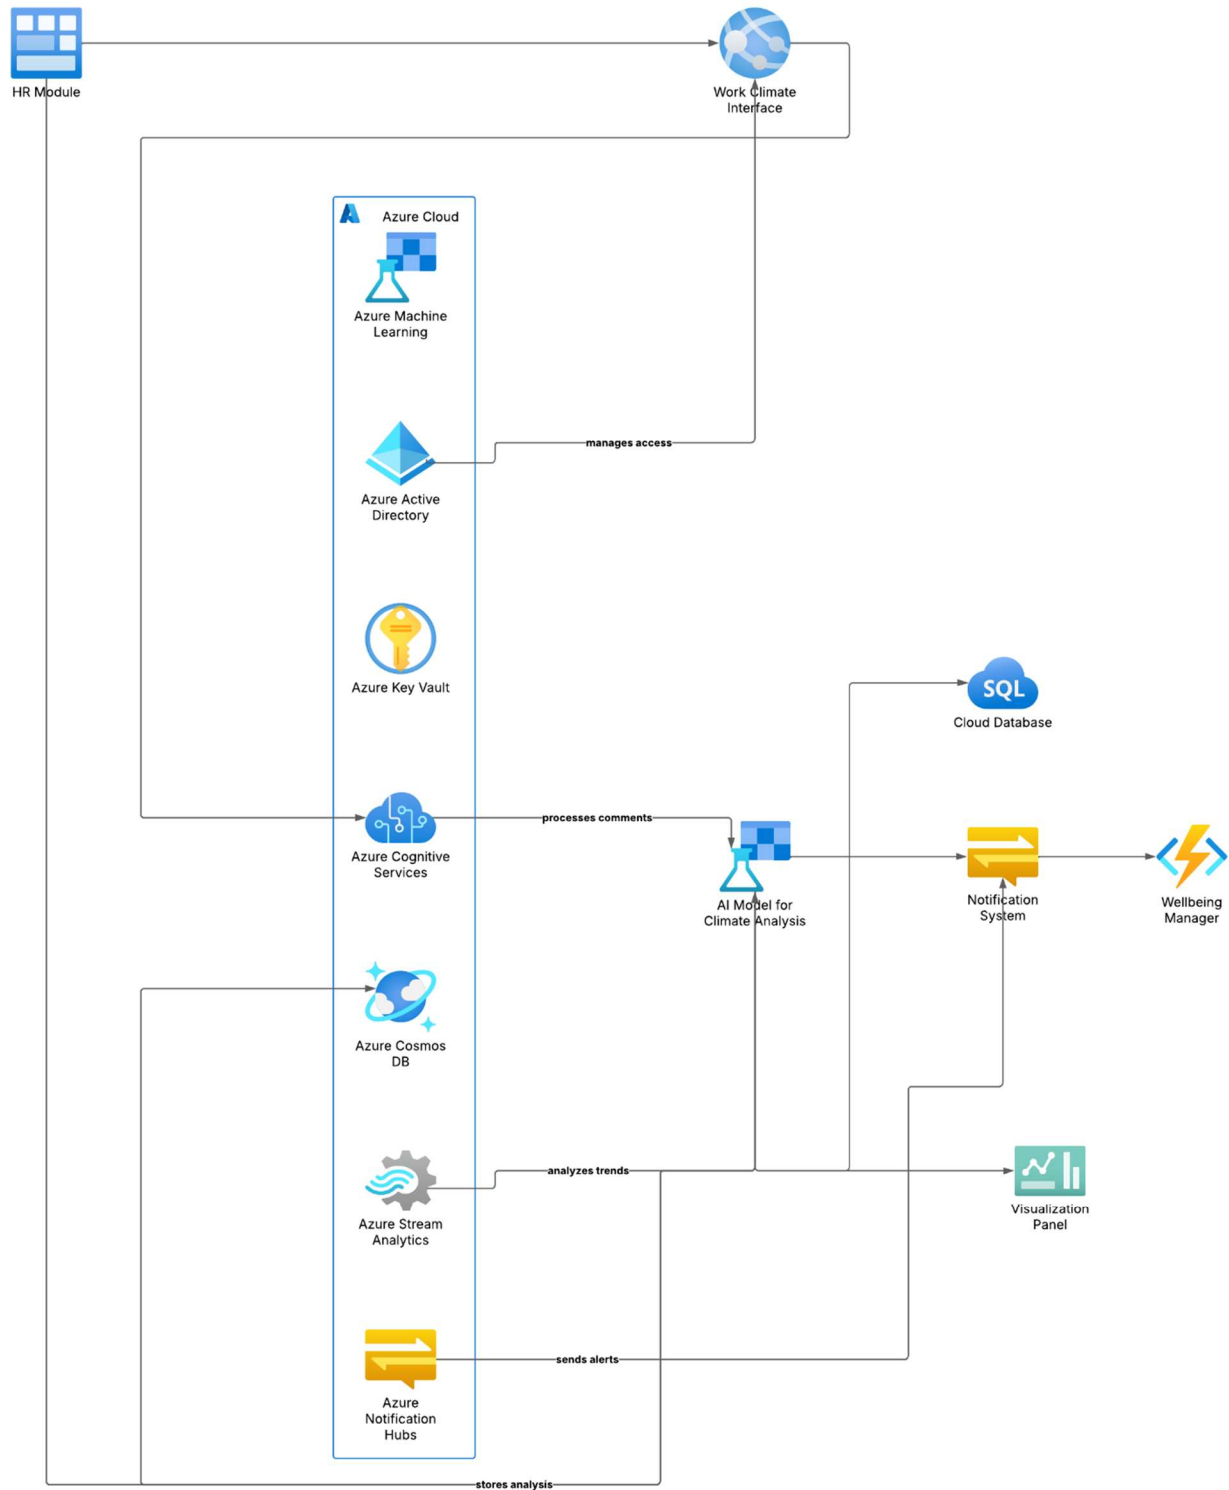 HR Module
Work Climate
Interface
Azure Cloud
Azure Machine
Learning
manages access
Azure Active
Directory
Azure Key Vault
SQL
Cloud Database
processes comments
Azure Cognitive
Services
AI Model for
Climate Analysis
Notification
System
Wellbeing
Manager
Azure Cosmos
DB
analyzes trends
Azure Stream
Analytics
Visualization
Panel
sends alerts
Azure
Notification
Hubs
stores analysis